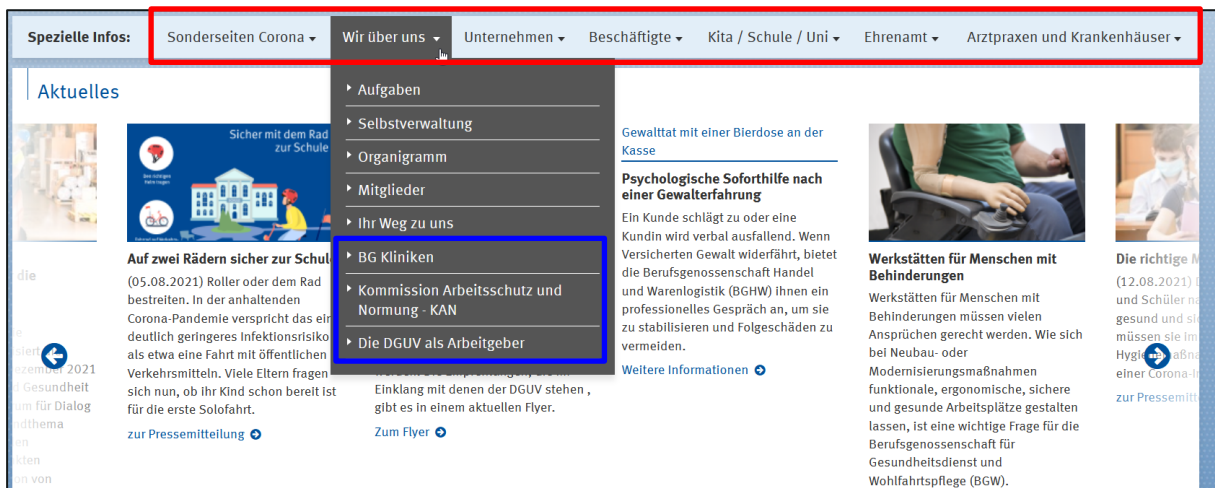 Spezielle Infos: Sonderseiten Corona Wir über uns Unternehmen Beschäftigte Kita / Schule / Uni Ehrenamt Arztpraxen und Krankenhäuser
Aktuelles
Aufgaben
Selbstverwaltung
Organigramm
Mitglieder
Ihr Weg zu uns
BG Kliniken
Kommission Arbeitsschutz und
Normung - KAN
Die DGUV als Arbeitgeber
die
2021
Gesundheit
um für Dialog
on von
Sicher mit dem Rad
zur Schule
Auf zwei Rädern sicher zur
(05.08.2021) Roller oder dem Rad
bestreiten. In der anhaltenden
Corona-Pandemie verspricht das
deutlich geringeres Infektionsrisiko
als etwa eine Fahrt mit öffentlichen
Verkehrsmitteln. Viele Eltern fragen
sich nun, ob ihr Kind schon bereit ist
für die erste Solofahrt.
zur Pressemitteilung
Einklang mit denen der DGUV stehen ,
gibt es in einem aktuellen Flyer.
Zum Flyer
Gewalttat mit einer Bierdose an der
Kasse
Psychologische Soforthilfe nach
einer Gewalterfahrung
Ein Kunde schlägt zu oder eine
Kundin wird verbal ausfallend. Wenn
Versicherten Gewalt widerfährt, bietet
die Berufsgenossenschaft Handel
und Warenlogistik (BGHW) ihnen ein
professionelles Gespräch an, um sie
zu stabilisieren und Folgeschäden zu
vermeiden.
Weitere Informationen
Werkstätten für Menschen mit
Behinderungen
Werkstätten für Menschen mit
Behinderungen müssen vielen
Ansprüchen gerecht werden. Wie sich
bei Neubau- oder
Modernisierungsmaßnahmen
funktionale, ergonomische, sichere
und gesunde Arbeitsplätze gestalten
lassen, ist eine wichtige Frage für die
Berufsgenossenschaft für
Gesundheitsdienst und
Wohlfahrtspflege (BGW).
Die richtige
(12.08.2021)
und Schüler
gesund und
müssen sie im
einer Corona-
zur